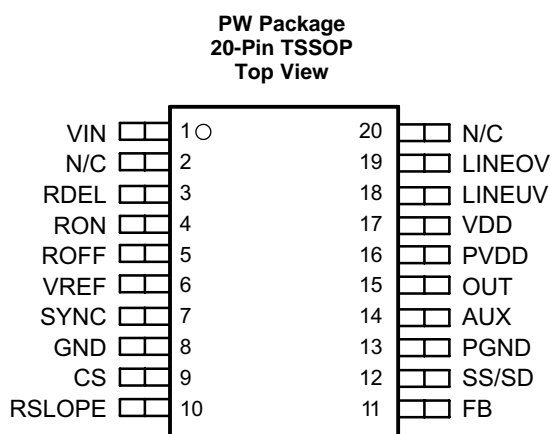 PW Package
20-Pin TSSOP
Top View
VIN 1 20 N/C
N/C 2 19 LINEOV
RDEL 3 18 LINEUV
RON 4 17 VDD
ROFF 5 16 PVDD
VREF 6 15 OUT
SYNC 7 14 AUX
GND 8 13 PGND
CS 9 12 SS/SD
RSLOPE 10 11 FB